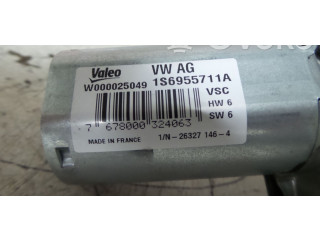 Valeo VW AG
W000025049 1S6955711A
VSC
HW 6
SW 6
7 678000 324063
MADE IN FRANCE 1/N-26327 146-4